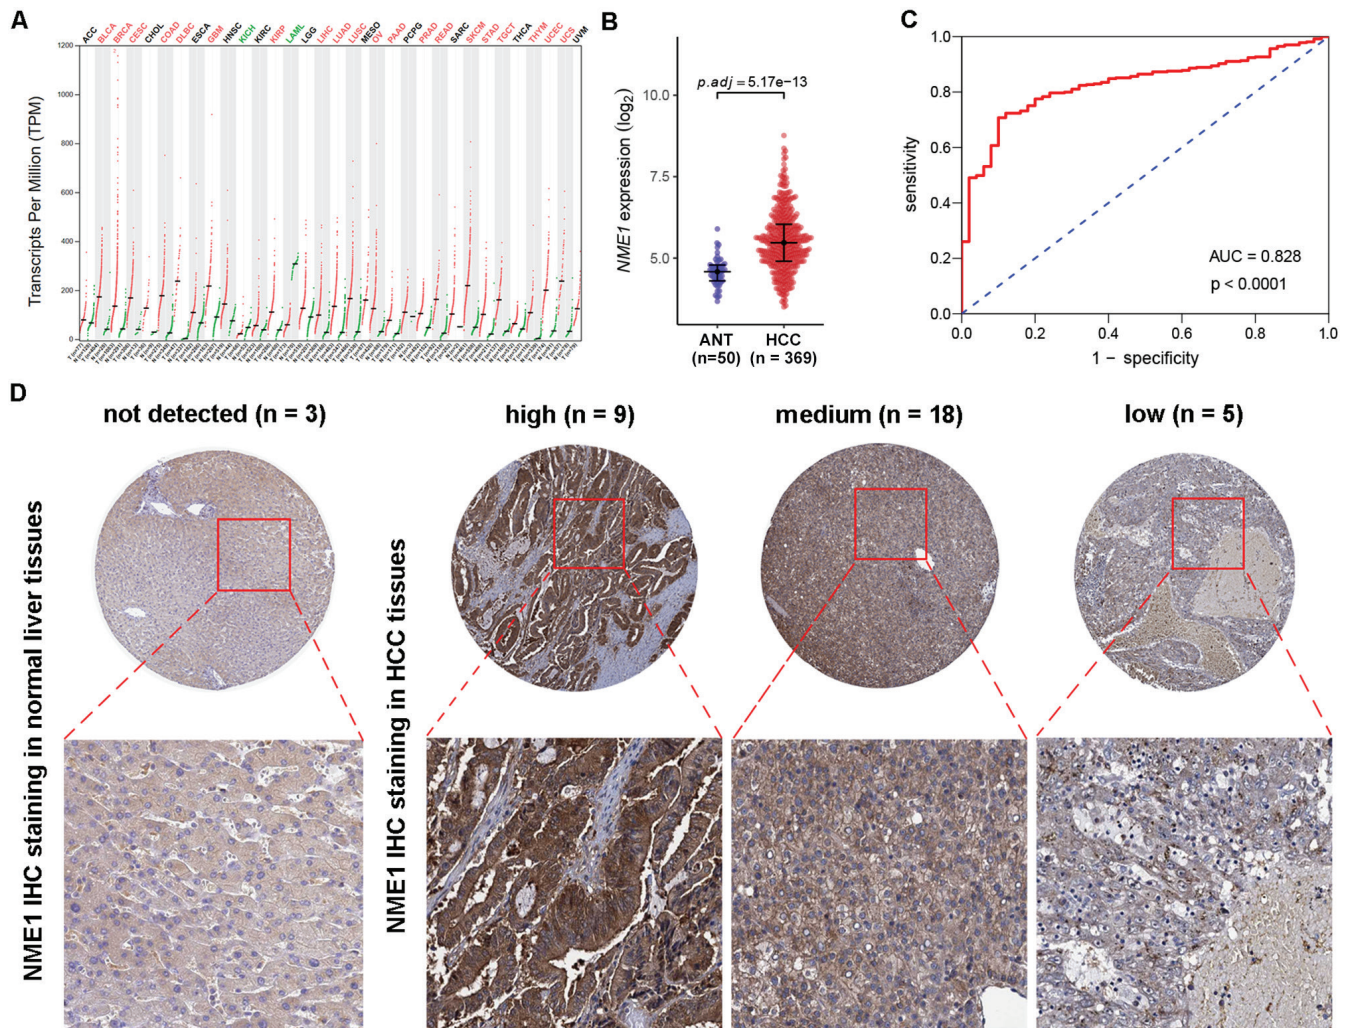 A
ACC
BLCA
BRCA
CESC
CHOL
COAD
DLBC
ESCA
GBM
HNSC
KICH
KIRC
KIRP
LAML
LGG
LIHC
LUAD
LUSC
MESO
OV
PAAD
PCPG
PRAD
READ
SARC
SKCM
STAD
TGCT
THCA
THYM
UCEC
UCS
UVM
Transcripts Per Million (TPM)
1200
1000
800
600
400
200
0
B
NME1 expression (log2)
p.adj = 5.17e−13
10.0
7.5
5.0
ANT
(n=50)
HCC
(n = 369)
C
sensitivity
1.0
0.8
0.6
0.4
0.2
0.0
AUC = 0.828
p < 0.0001
0.0
0.2
0.4
0.6
0.8
1.0
1 − specificity
D
not detected (n = 3)
high (n = 9)
medium (n = 18)
low (n = 5)
NME1 IHC staining in normal liver tissues
NME1 IHC staining in HCC tissues